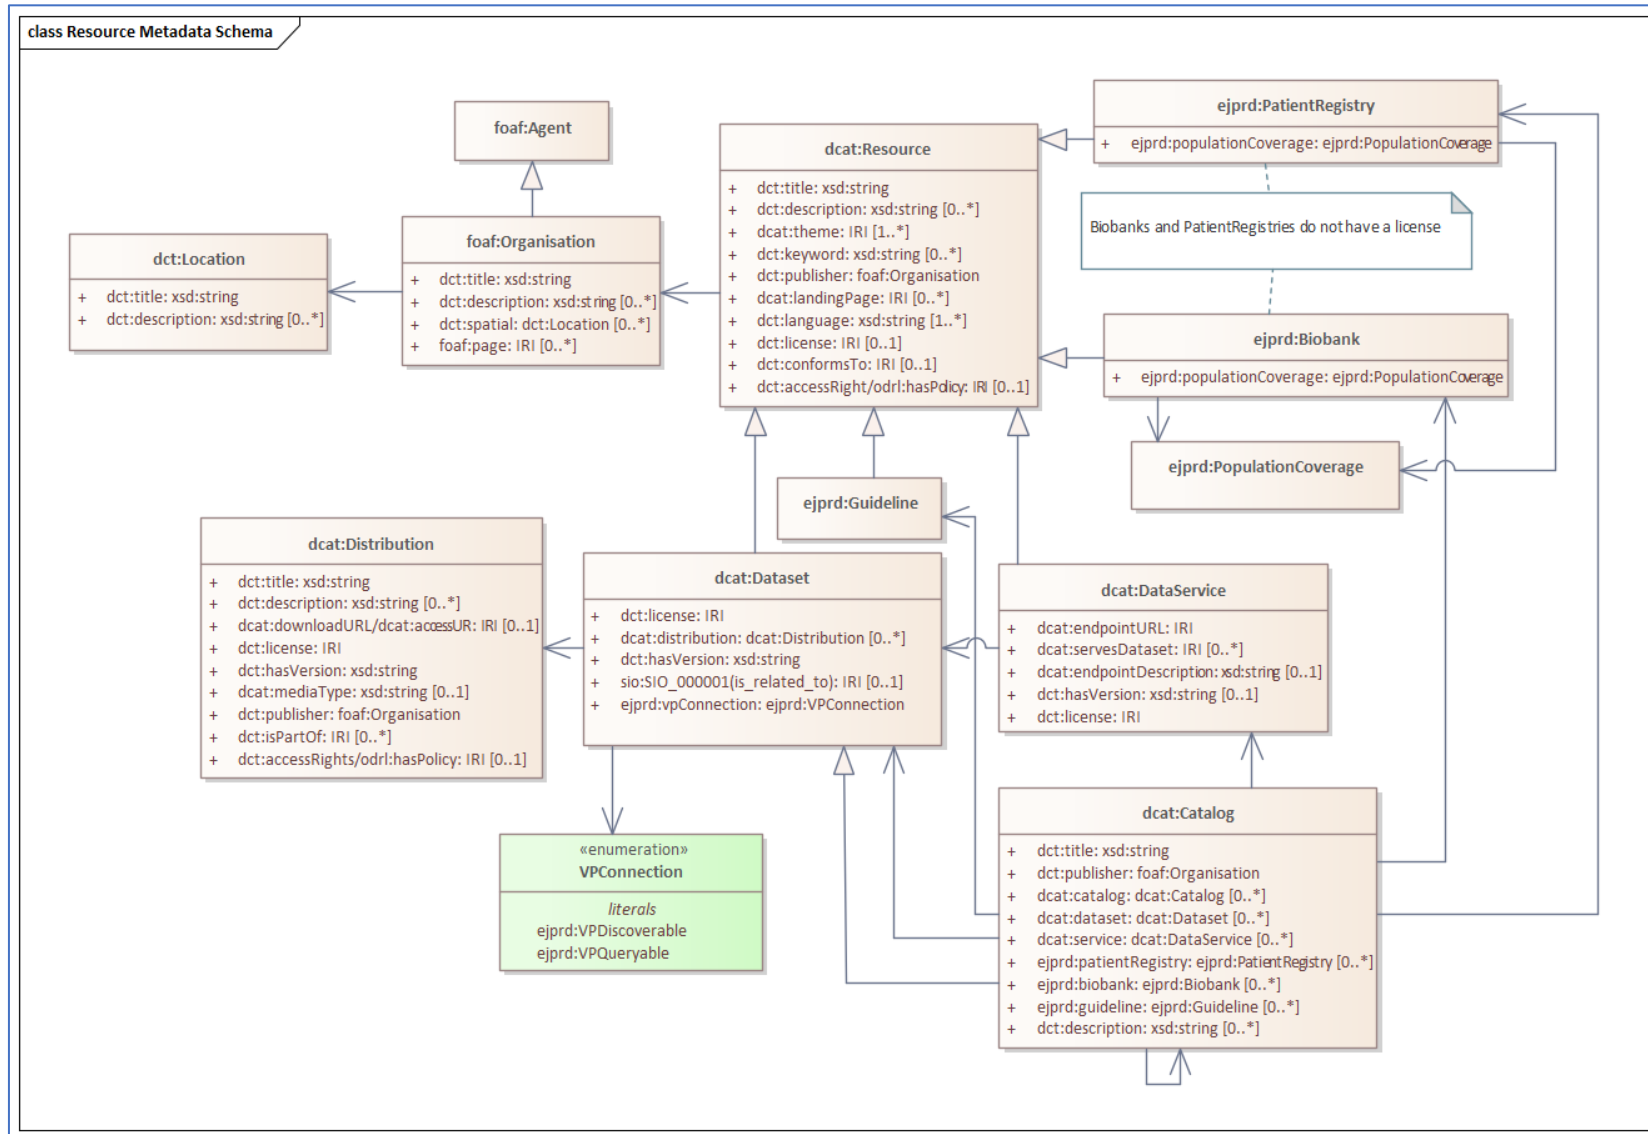 class Resource Metadata Schema
foaf:Agent
foaf:Organisation
+ dct:title: xsd:string
+ dct:description: xsd:string [0..*]
+ dct:spatial: dct:Location [0..*]
+ foaf:page: IRI [0..*]
dct:Location
+ dct:title: xsd:string
+ dct:description: xsd:string [0..*]
dcat:Resource
+ dct:title: xsd:string
+ dct:description: xsd:string [0..*]
+ dcat:theme: IRI [1..*]
+ dct:keyword: xsd:string [0..*]
+ dct:publisher: foaf:Organisation
+ dcat:landingPage: IRI [0..*]
+ dct:language: xsd:string [1..*]
+ dct:license: IRI [0..1]
+ dct:conformsTo: IRI [0..1]
+ dct:accessRight/odrl:hasPolicy: IRI [0..1]
ejprd:PatientRegistry
+ ejprd:populationCoverage: ejprd:PopulationCoverage
Biobanks and PatientRegistries do not have a license
ejprd:Biobank
+ ejprd:populationCoverage: ejprd:PopulationCoverage
ejprd:PopulationCoverage
ejprd:Guideline
dcat:Distribution
+ dct:title: xsd:string
+ dct:description: xsd:string [0..*]
+ dcat:downloadURL/dcat:accessUR: IRI [0..1]
+ dct:license: IRI
+ dct:hasVersion: xsd:string
+ dcat:mediaType: xsd:string [0..1]
+ dct:publisher: foaf:Organisation
+ dct:isPartOf: IRI [0..*]
+ dct:accessRights/odrl:hasPolicy: IRI [0..1]
dcat:Dataset
+ dct:license: IRI
+ dcat:distribution: dcat:Distribution [0..*]
+ dct:hasVersion: xsd:string
+ sio:SIO_000001(is_related_to): IRI [0..1]
+ ejprd:vpConnection: ejprd:VPConnection
dcat:DataService
+ dcat:endpointURL: IRI
+ dcat:servesDataset: IRI [0..*]
+ dcat:endpointDescription: xsd:string [0..1]
+ dct:hasVersion: xsd:string [0..1]
+ dct:license: IRI
«enumeration»
VPConnection
literals
ejprd:VPDiscoverable
ejprd:VPQueryable
dcat:Catalog
+ dct:title: xsd:string
+ dct:publisher: foaf:Organisation
+ dcat:catalog: dcat:Catalog [0..*]
+ dcat:dataset: dcat:Dataset [0..*]
+ dcat:service: dcat:DataService [0..*]
+ ejprd:patientRegistry: ejprd:PatientRegistry [0..*]
+ ejprd:biobank: ejprd:Biobank [0..*]
+ ejprd:guideline: ejprd:Guideline [0..*]
+ dct:description: xsd:string [0..*]